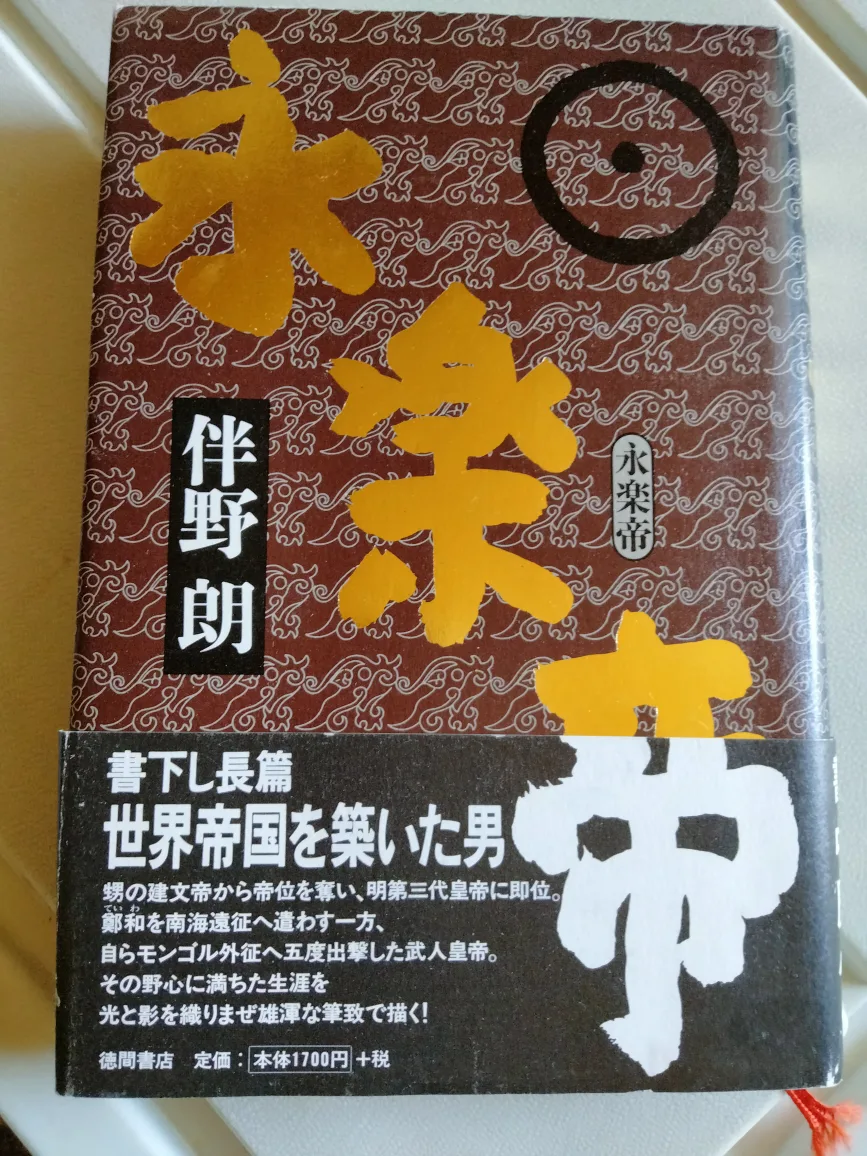 永楽帝
永楽帝
伴野 朗
書下し長篇
世界帝国を築いた男
甥の建文帝から帝位を奪い、明第三代皇帝に即位。
ていわ
鄭和を南海遠征へ遣わす一方、
自らモンゴル外征へ五度出撃した武人皇帝。
その野心に満ちた生涯を
光と影を織りまぜ雄渾な筆致で描く!
徳間書店 定価:本体1700円+税